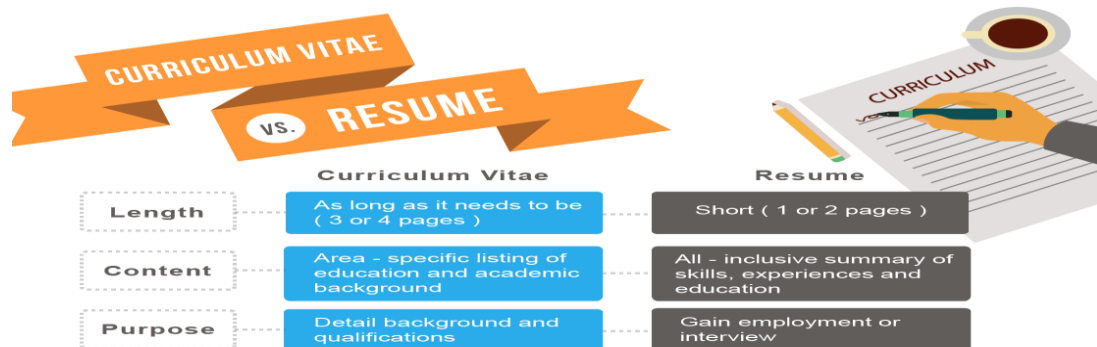 CURRICULUM VITAE
VS. RESUME
CURRICULUM
Curriculum Vitae
Resume
Length
As long as it needs to be
( 3 or 4 pages )
Short ( 1 or 2 pages )
Content
Area - specific listing of
education and academic
background
All - inclusive summary of
skills, experiences and
education
Purpose
Detail background and
qualifications
Gain employment or
interview